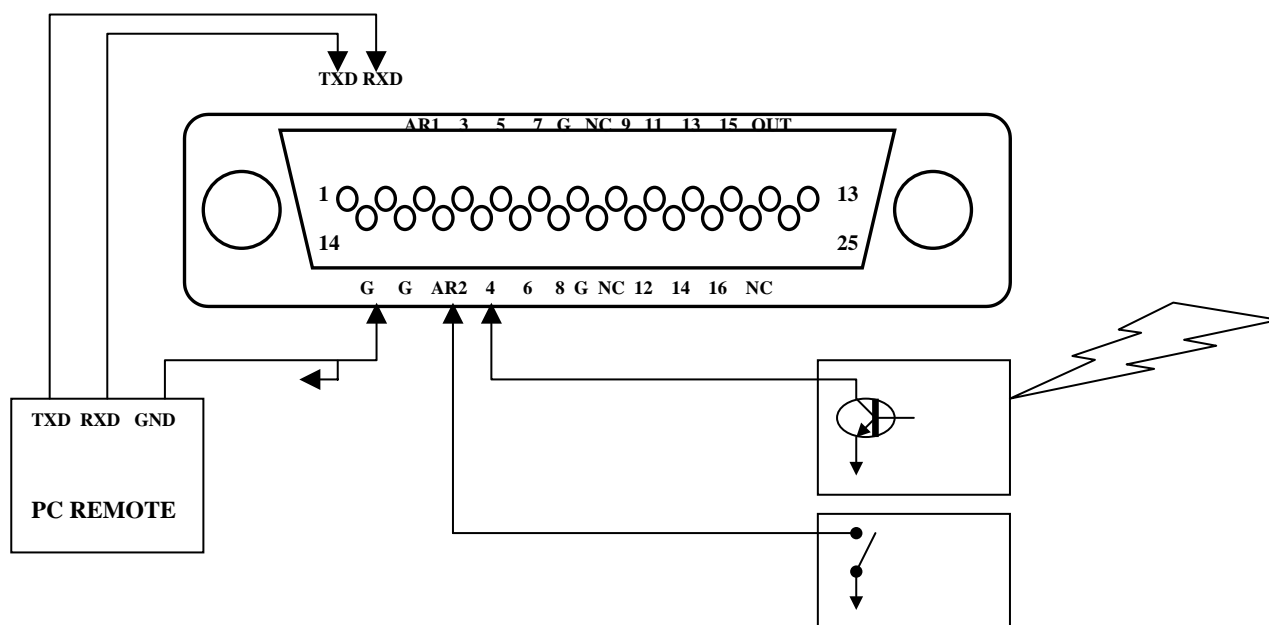 TXD RXD
AR1 3 5 7 G NC 9 11 13 15 OUT
1 13
14 25
G G AR2 4 6 8 G NC 12 14 16 NC
TXD RXD GND
PC REMOTE